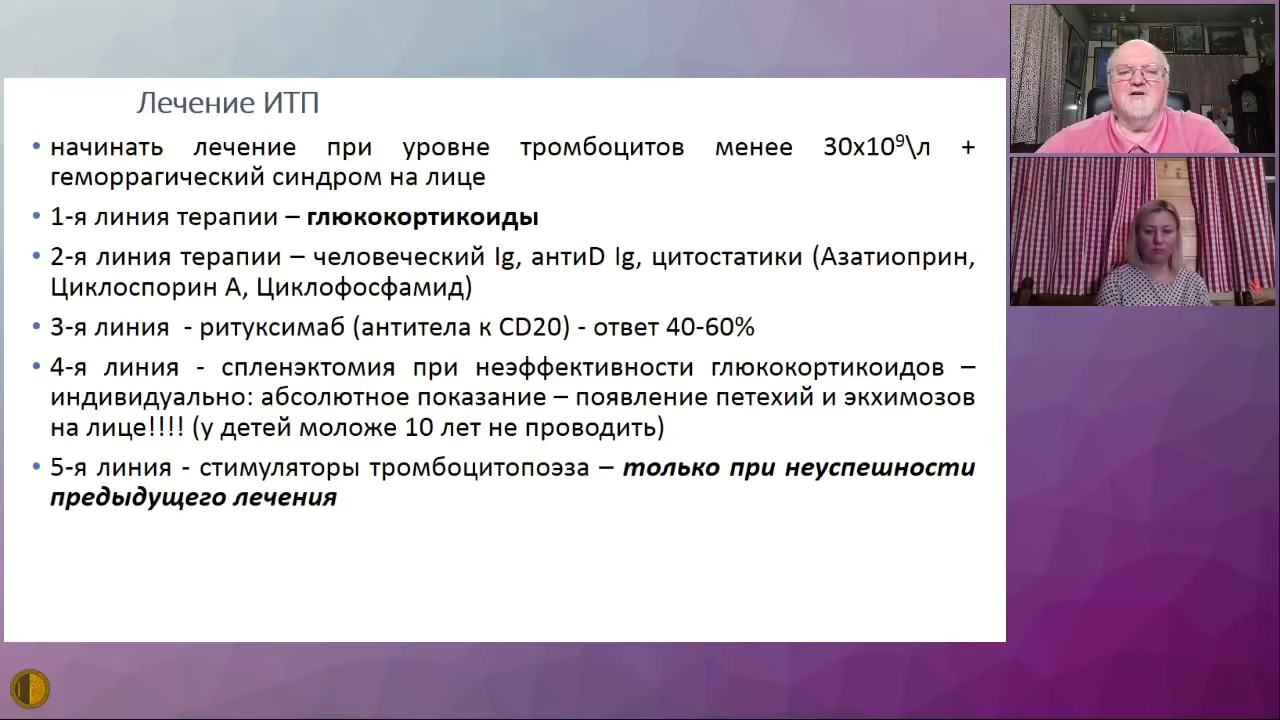 Лечение ИТП
• начинать лечение при уровне тромбоцитов менее 30х10⁹\л +
геморрагический синдром на лице
• 1-я линия терапии – глюкокортикоиды
• 2-я линия терапии – человеческий Ig, антиD Ig, цитостатики (Азатиоприн,
Циклоспорин А, Циклофосфамид)
• 3-я линия - ритуксимаб (антитела к CD20) - ответ 40-60%
• 4-я линия - спленэктомия при неэффективности глюкокортикоидов –
индивидуально: абсолютное показание – появление петехий и экхимозов
на лице!!!! (у детей моложе 10 лет не проводить)
• 5-я линия - стимуляторы тромбоцитопоэза – только при неуспешности
предыдущего лечения